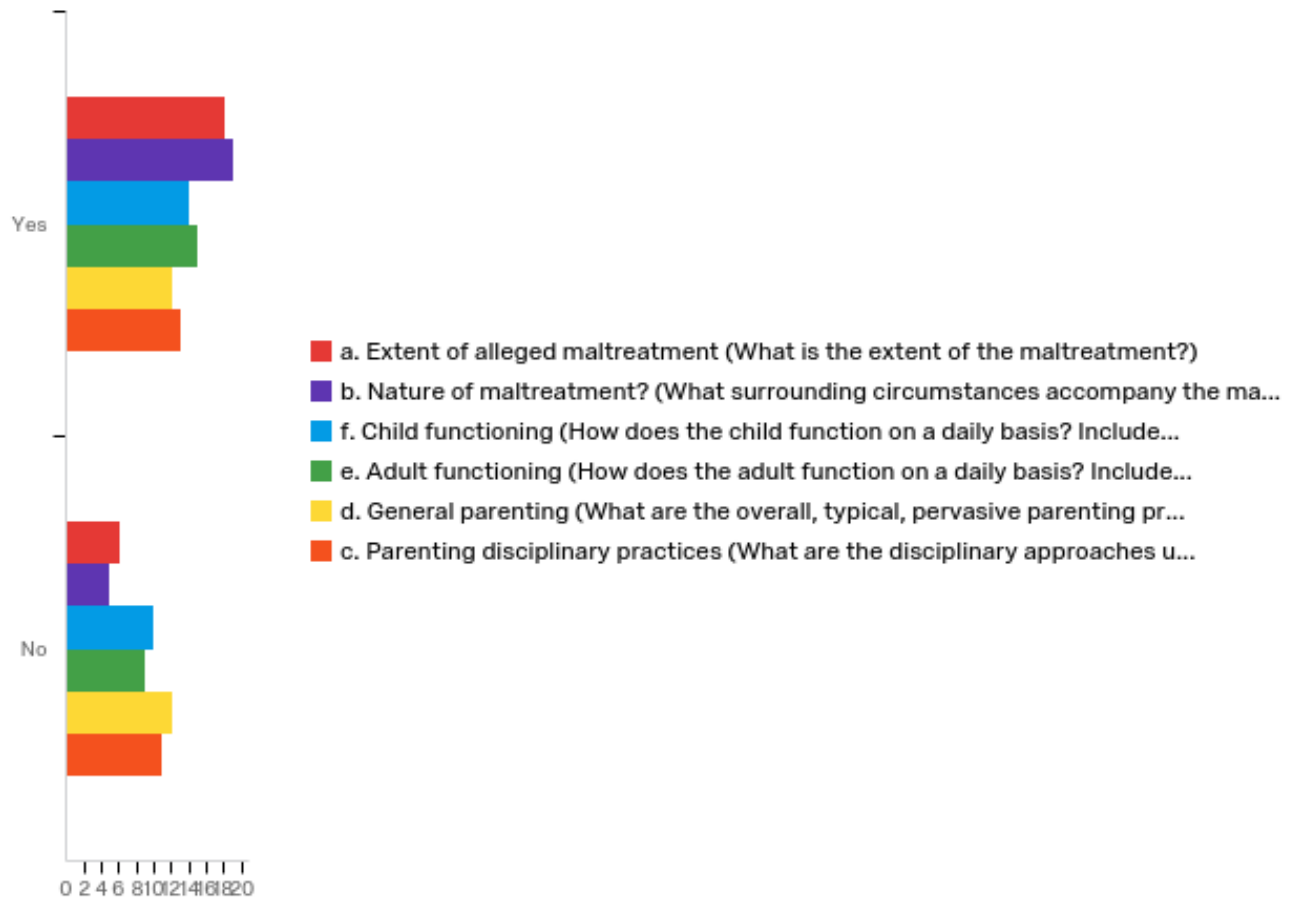 Yes
a. Extent of alleged maltreatment (What is the extent of the maltreatment?)
b. Nature of maltreatment? (What surrounding circumstances accompany the ma...
f. Child functioning (How does the child function on a daily basis? Include...
e. Adult functioning (How does the adult function on a daily basis? Include...
d. General parenting (What are the overall, typical, pervasive parenting pr...
c. Parenting disciplinary practices (What are the disciplinary approaches u...
No
0 2 4 6 8 10 12 14 16 18 20